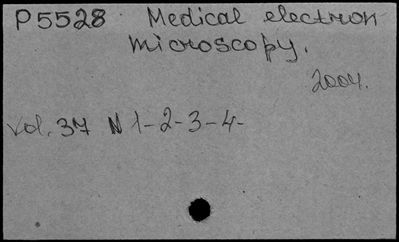 P5528 Medical electron
microscopy.
2004.
Vol. 37 N 1-2-3-4-